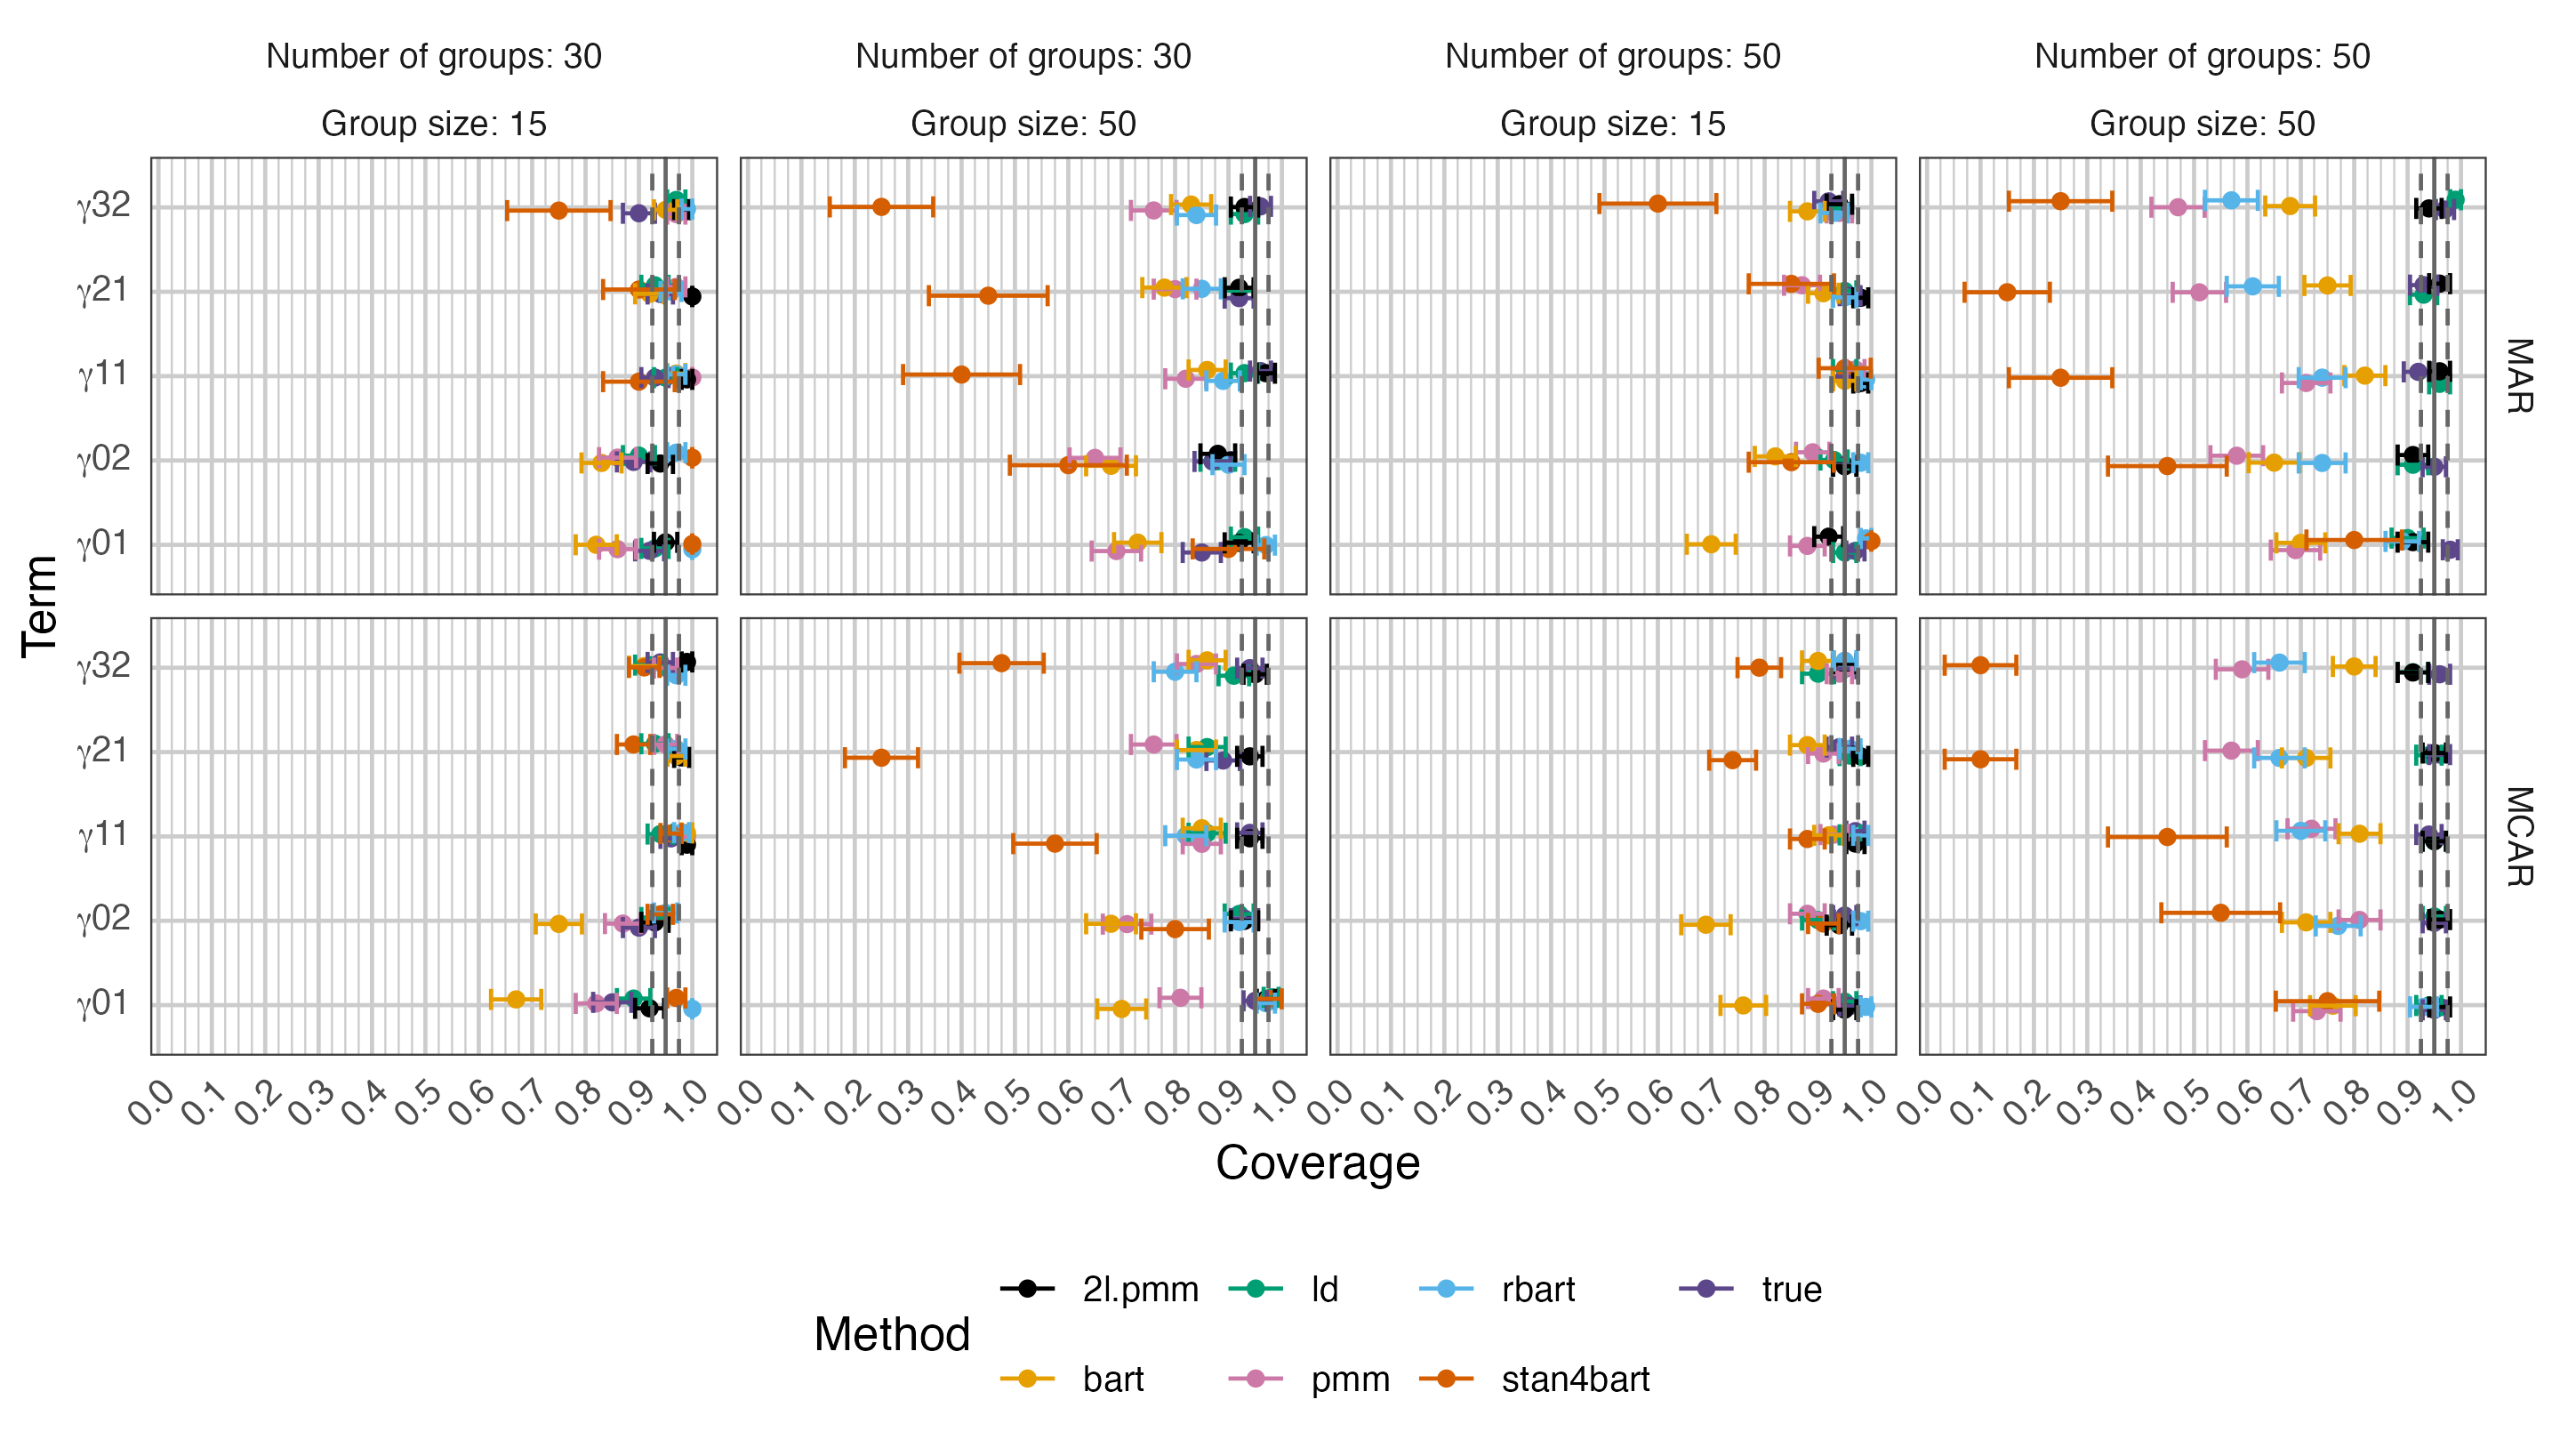 Number of groups: 30
Number of groups: 30
Number of groups: 50
Number of groups: 50
Group size: 15
Group size: 50
Group size: 15
Group size: 50
γ32
γ21
γ11
γ02
γ01
MAR
Term
γ32
γ21
γ11
γ02
γ01
MCAR
0.0 0.1 0.2 0.3 0.4 0.5 0.6 0.7 0.8 0.9 1.0
0.0 0.1 0.2 0.3 0.4 0.5 0.6 0.7 0.8 0.9 1.0
0.0 0.1 0.2 0.3 0.4 0.5 0.6 0.7 0.8 0.9 1.0
0.0 0.1 0.2 0.3 0.4 0.5 0.6 0.7 0.8 0.9 1.0
Coverage
Method
2l.pmm ld rbart true
bart pmm stan4bart